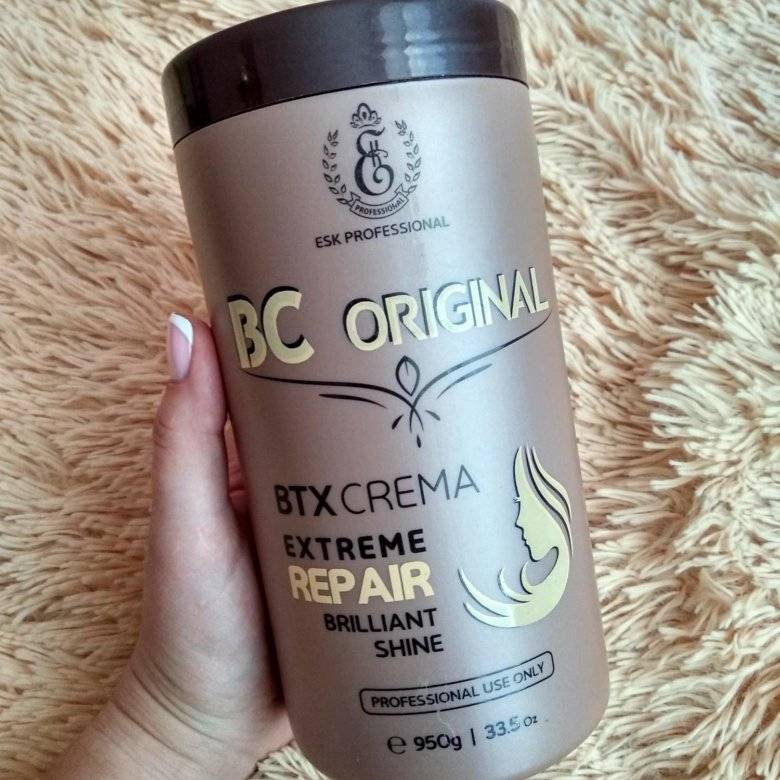 PROFESSIONAL
ESK PROFESSIONAL
BC ORIGINAL
BTX CREMA
EXTREME
REPAIR
BRILLIANT
SHINE
PROFESSIONAL USE ONLY
e 950g | 33.5 Oz